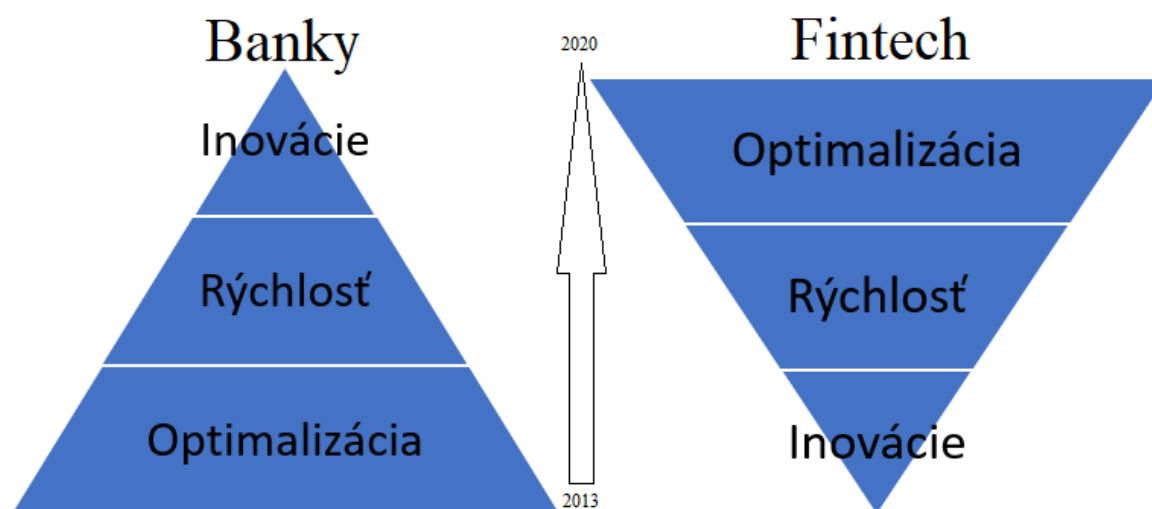 Banky
Inovácie
Rýchlosť
Optimalizácia
2020
2013
Fintech
Optimalizácia
Rýchlosť
Inovácie